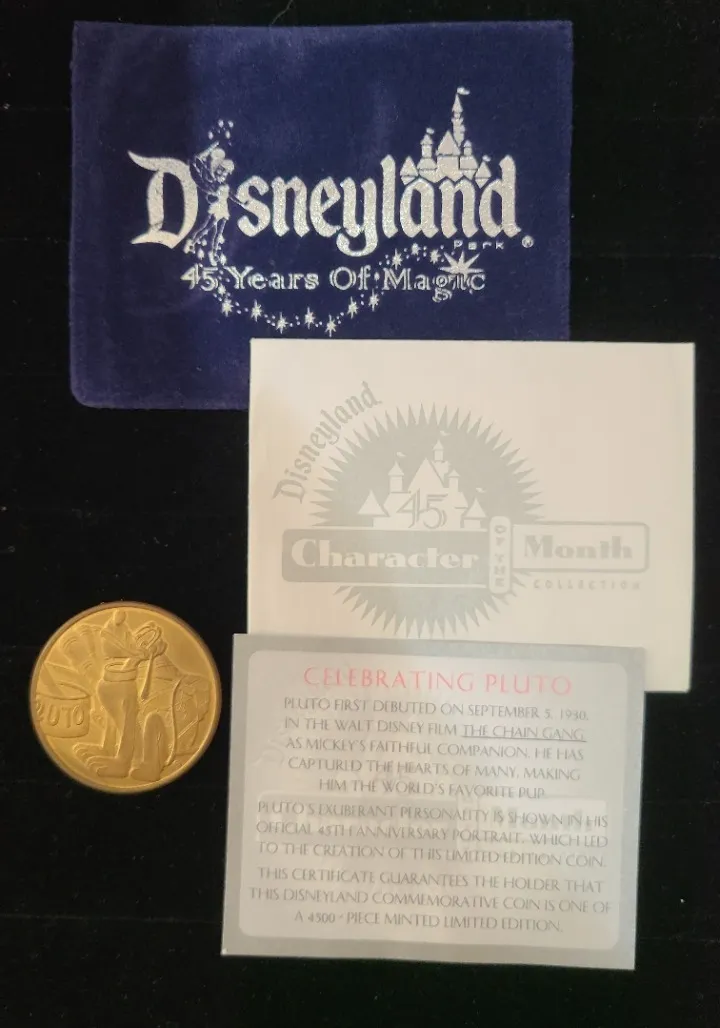 Disneyland
Park ®
45 Years Of Magic
Disneyland
45
Character OF THE Month
COLLECTION
PLUTO
CELEBRATING PLUTO
PLUTO FIRST DEBUTED ON SEPTEMBER 5, 1930,
IN THE WALT DISNEY FILM THE CHAIN GANG.
AS MICKEY'S FAITHFUL COMPANION, HE HAS
CAPTURED THE HEARTS OF MANY, MAKING
HIM THE WORLD'S FAVORITE PUP.
PLUTO'S EXUBERANT PERSONALITY IS SHOWN IN HIS
OFFICIAL 45TH ANNIVERSARY PORTRAIT, WHICH LED
TO THE CREATION OF THIS LIMITED EDITION COIN.
THIS CERTIFICATE GUARANTEES THE HOLDER THAT
THIS DISNEYLAND COMMEMORATIVE COIN IS ONE OF
A 4500-PIECE MINTED LIMITED EDITION.